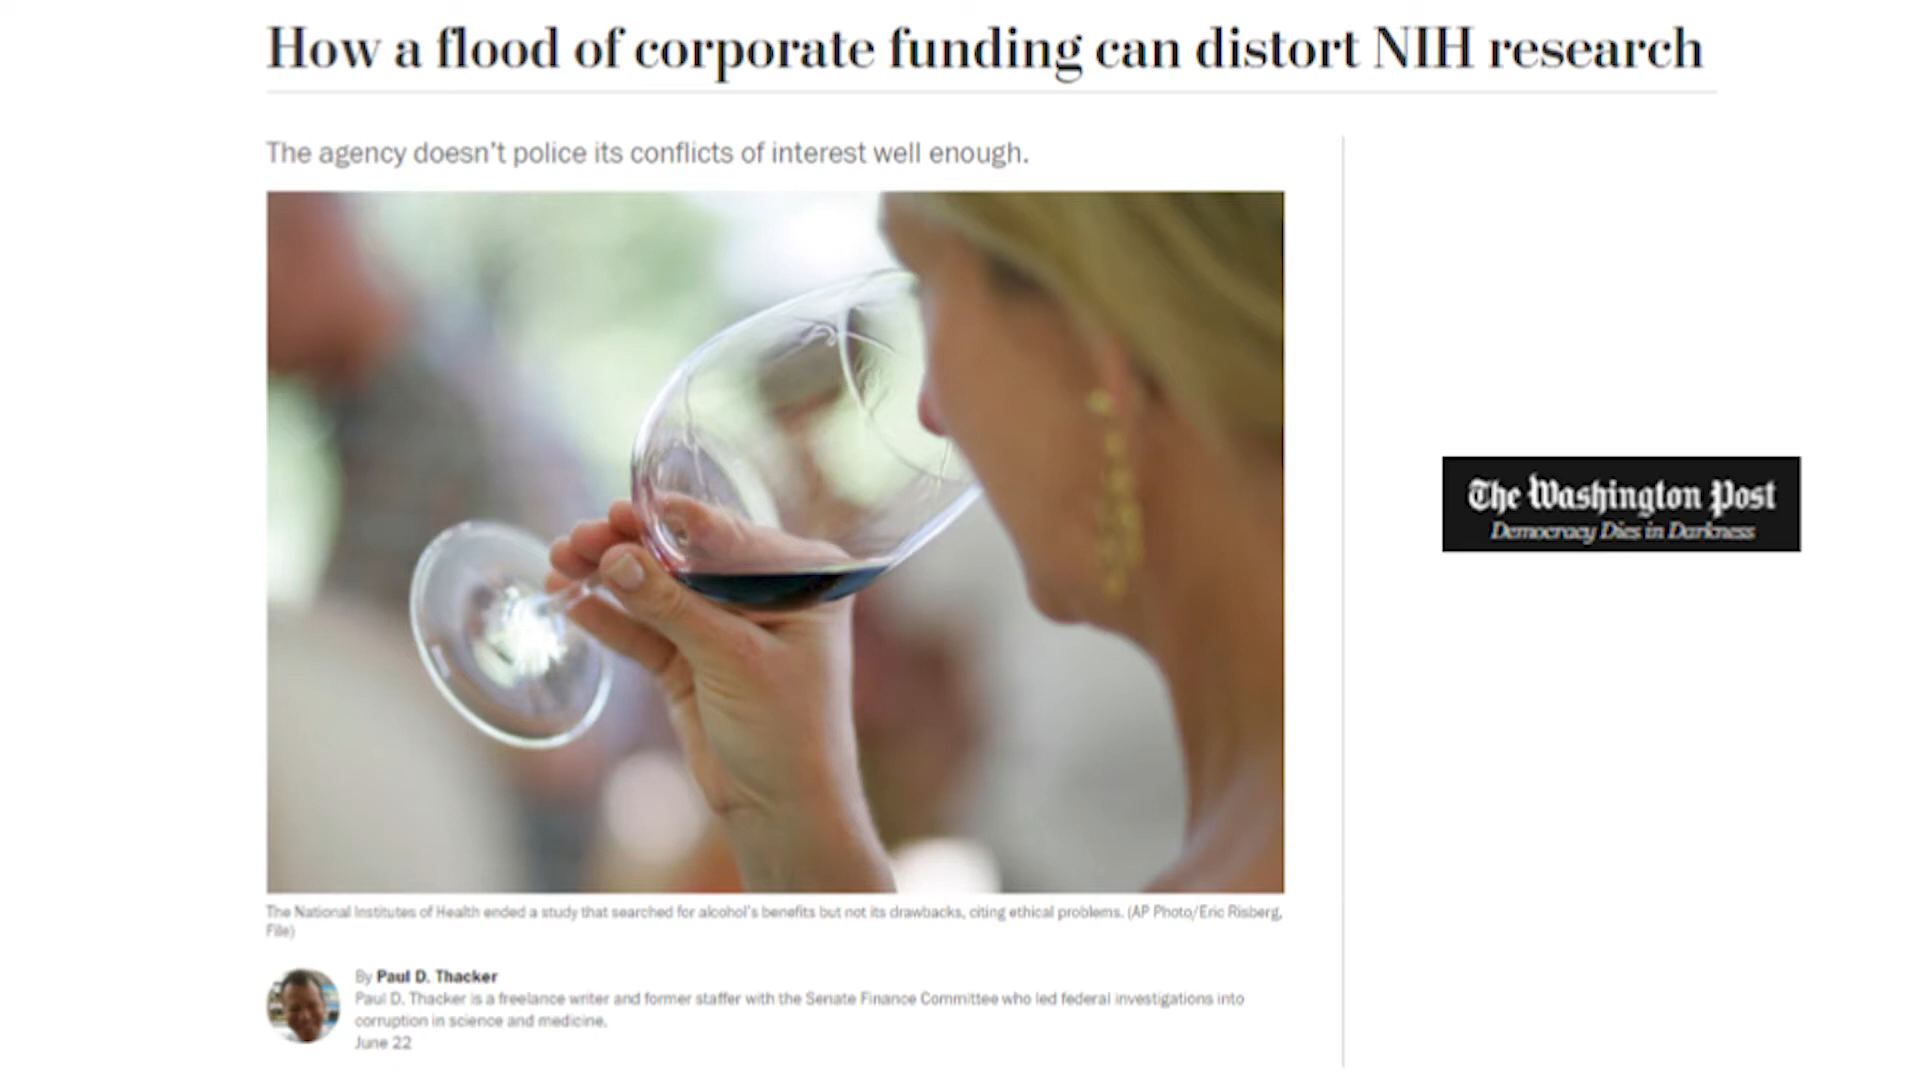 How a flood of corporate funding can distort NIH research
The agency doesn't police its conflicts of interest well enough.
The Washington Post
Democracy Dies in Darkness
The National Institutes of Health ended a study that searched for alcohol's benefits but not its drawbacks, citing ethical problems. (AP Photo/Eric Risberg,
File)
By Paul D. Thacker
Paul D. Thacker is a freelance writer and former staffer with the Senate Finance Committee who led federal investigations into
corruption in science and medicine.
June 22